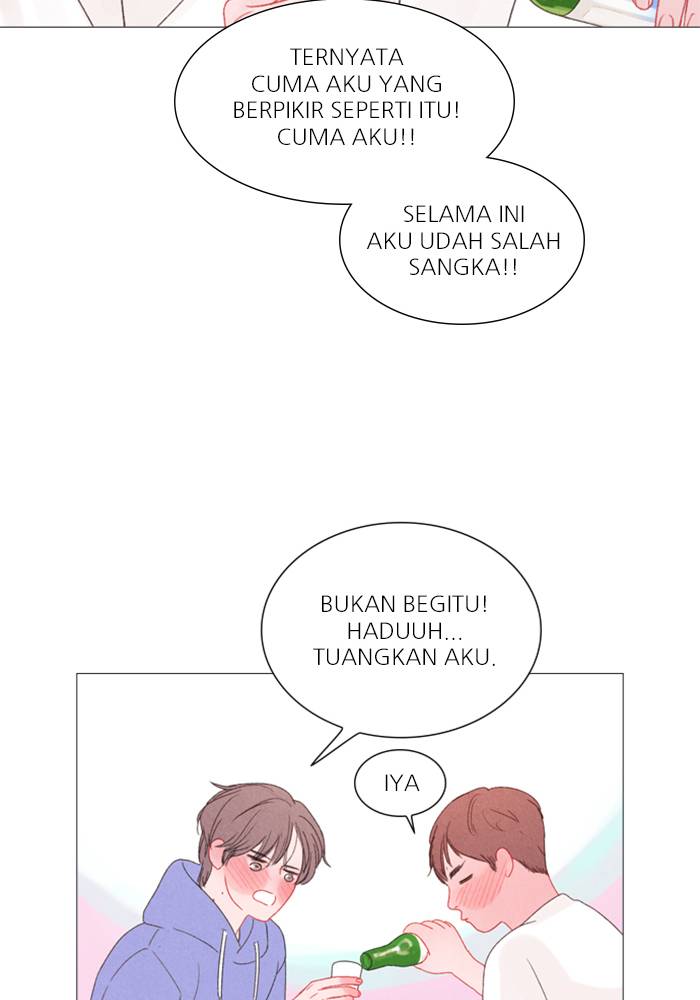 TERNYATA
CUMA AKU YANG
BERPIKIR SEPERTI ITU!
CUMA AKU!!
SELAMA INI
AKU UDAH SALAH
SANGKA!!
BUKAN BEGITU!
HADUUH...
TUANGKAN AKU.
IYA